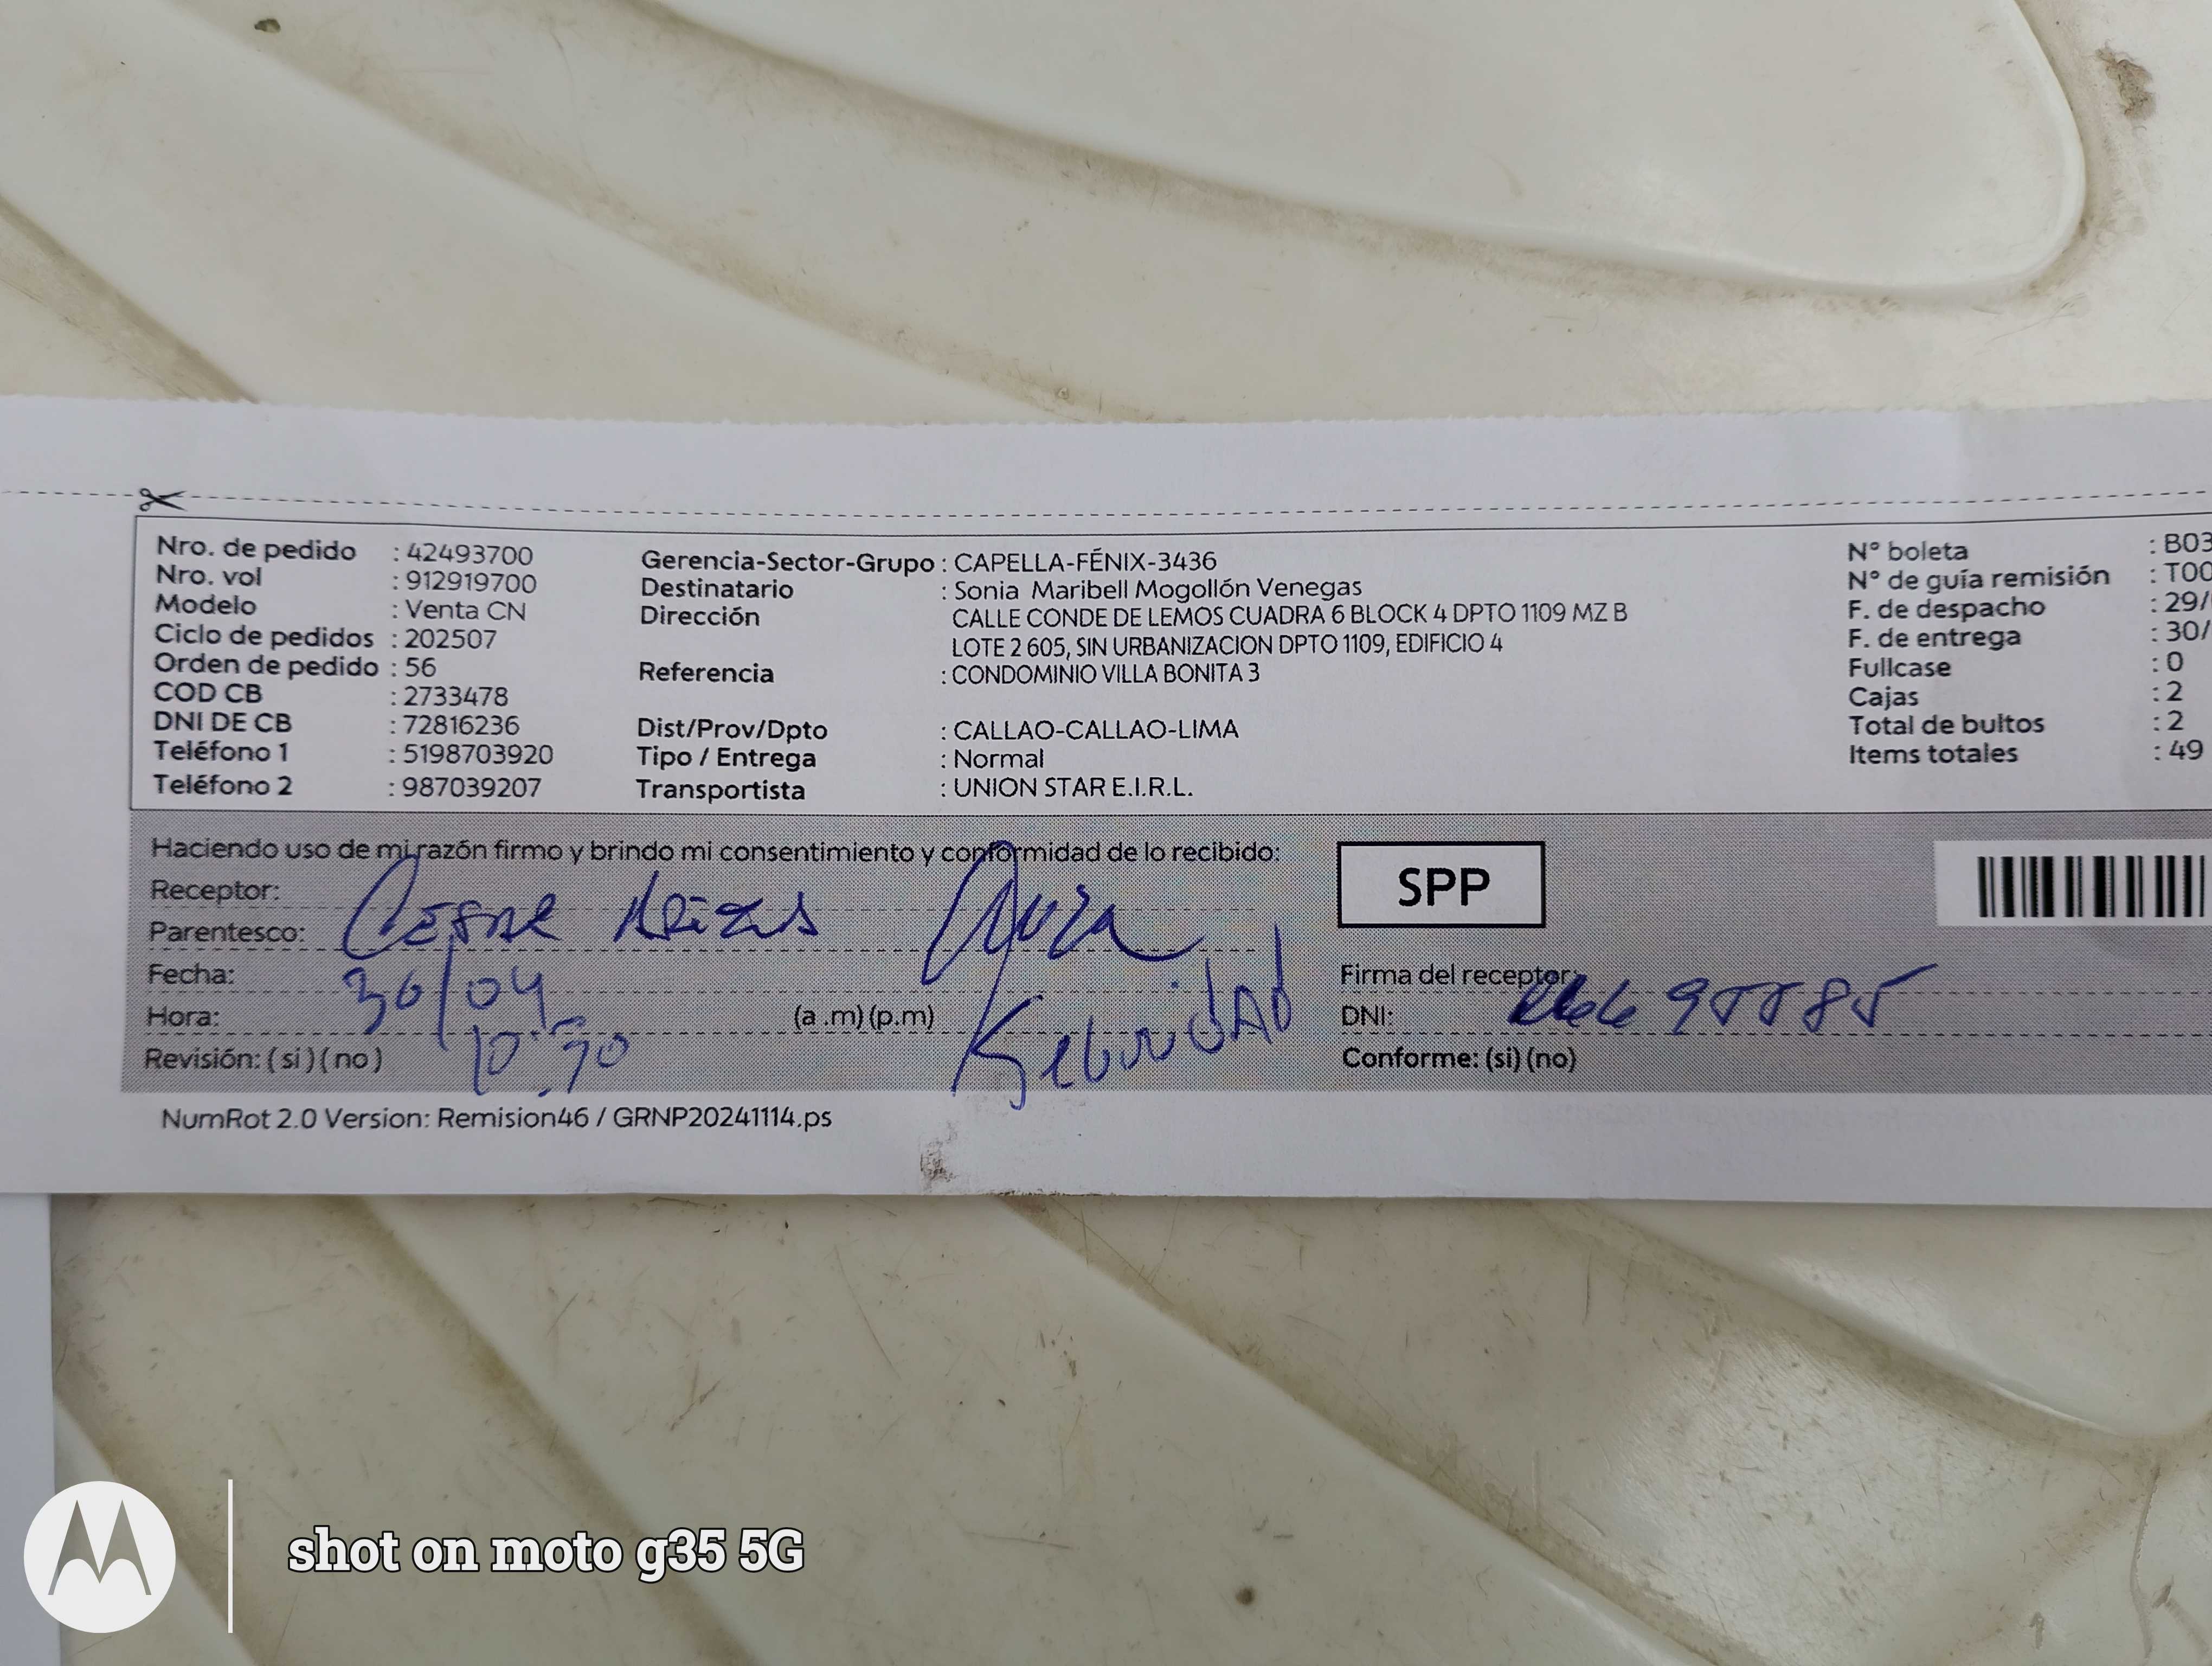 Nro. de pedido : 42493700
Nro. vol : 912919700
Modelo : Venta CN
Ciclo de pedidos : 202507
Orden de pedido : 56
COD CB : 2733478
DNI DE CB : 72816236
Teléfono 1 : 5198703920
Teléfono 2 : 987039207
Gerencia-Sector-Grupo : CAPELLA-FÉNIX-3436
Destinatario : Sonia Maribell Mogollón Venegas
Dirección CALLE CONDE DE LEMOS CUADRA 6 BLOCK 4 DPTO 1109 MZ B
LOTE 2 605, SIN URBANIZACION DPTO 1109, EDIFICIO 4
Referencia : CONDOMINIO VILLA BONITA 3
Dist/Prov/Dpto : CALLAO-CALLAO-LIMA
Tipo / Entrega : Normal
Transportista : UNION STAR E.I.R.L.
N° boleta : B03
N° de guía remisión : T00
F. de despacho : 29/
F. de entrega : 30/
Fullcase : 0
Cajas : 2
Total de bultos : 2
Items totales : 49
Haciendo uso de mi razón firmo y brindo mi consentimiento y conformidad de lo recibido:
Receptor:
Parentesco: Cesar
Fecha: 30/04
Hora: (a .m) (p.m)
Revisión: ( si ) ( no )
Seguridad
SPP
Firma del receptor:
DNI:
Conforme: (si) (no)
NumRot 2.0 Version: Remision46 / GRNP20241114.ps
shot on moto g35 5G